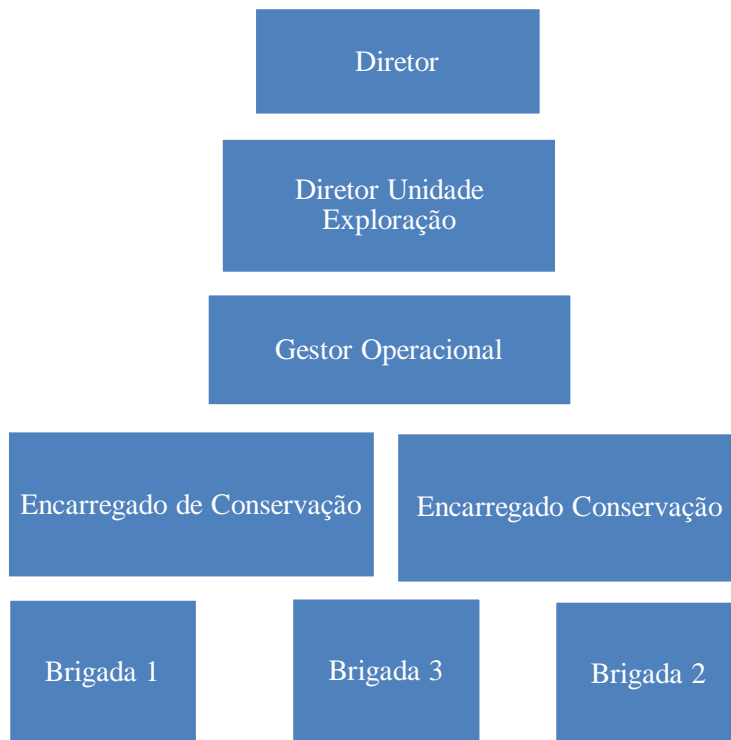 Diretor
Diretor Unidade
Exploração
Gestor Operacional
Encarregado de Conservação
Encarregado Conservação
Brigada 1
Brigada 3
Brigada 2